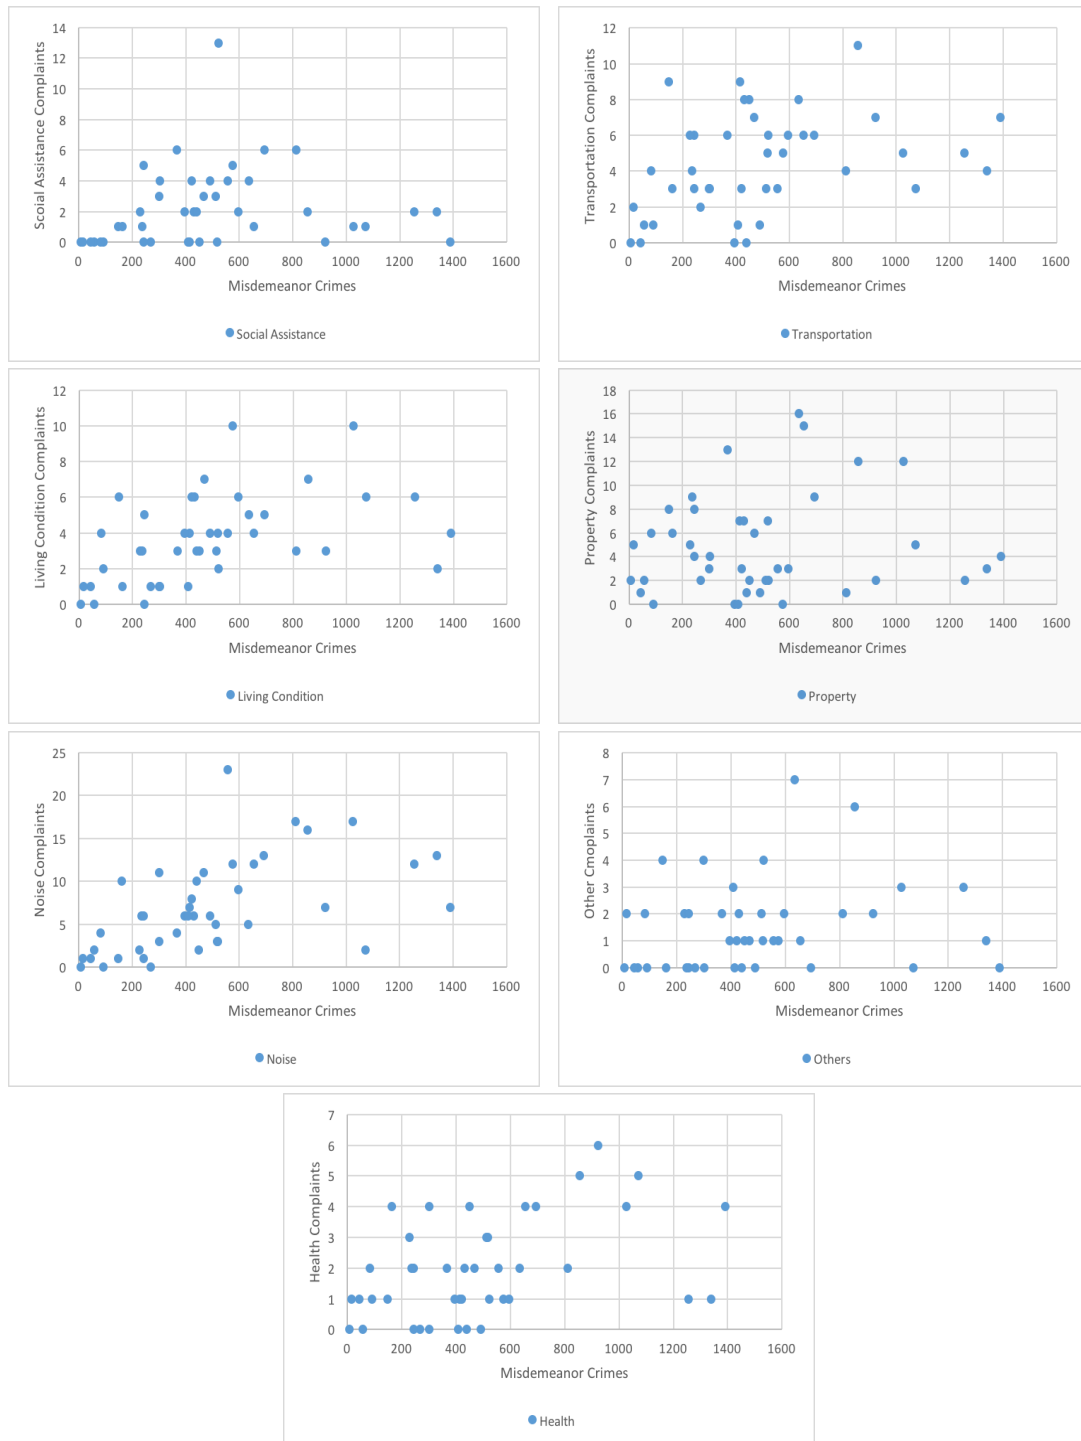 Scoial Assistance Complaints
14
12
10
8
6
4
2
0
0 200 400 600 800 1000 1200 1400 1600
Misdemeanor Crimes
Social Assistance
Transportation Complaints
12
10
8
6
4
2
0
0 200 400 600 800 1000 1200 1400 1600
Misdemeanor Crimes
Transportation
Living Condition Complaints
12
10
8
6
4
2
0
0 200 400 600 800 1000 1200 1400 1600
Misdemeanor Crimes
Living Condition
Property Complaints
18
16
14
12
10
8
6
4
2
0
0 200 400 600 800 1000 1200 1400 1600
Misdemeanor Crimes
Property
Noise Complaints
25
20
15
10
5
0
0 200 400 600 800 1000 1200 1400 1600
Misdemeanor Crimes
Noise
Other Cmoplaints
8
7
6
5
4
3
2
1
0
0 200 400 600 800 1000 1200 1400 1600
Misdemeanor Crimes
Others
Health Complaints
7
6
5
4
3
2
1
0
0 200 400 600 800 1000 1200 1400 1600
Misdemeanor Crimes
Health